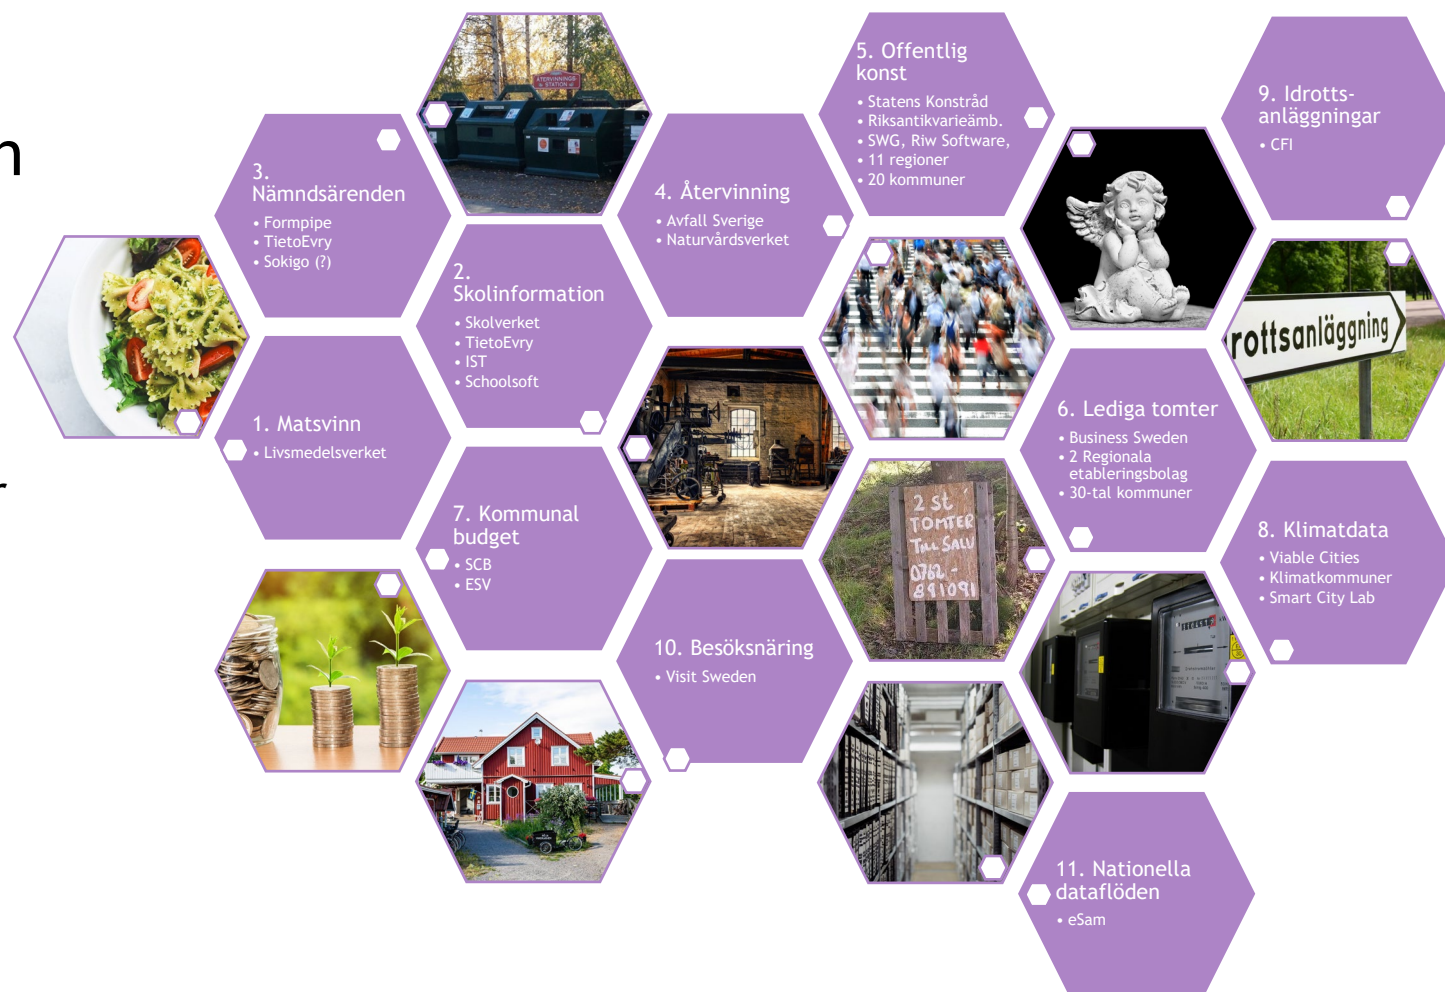 n
r
3.
Nämndsärenden
• Formpipe
• TietoEvry
• Sokigo (?)
ÅTERVINNINGS-
STATION
2.
Skolinformation
• Skolverket
• TietoEvry
• IST
• Schoolsoft
1. Matsvinn
• Livsmedelsverket
4. Återvinning
• Avfall Sverige
• Naturvårdsverket
5. Offentlig
konst
• Statens Konstråd
• Riksantikvarieämb.
• SWG, Riw Software,
• 11 regioner
• 20 kommuner
9. Idrotts-
anläggningar
• CFI
rottsanläggning
6. Lediga tomter
• Business Sweden
• 2 Regionala
etableringsbolag
• 30-tal kommuner
7. Kommunal
budget
• SCB
• ESV
2 st
TOMTER
TILL SALU
0762-
891091
8. Klimatdata
• Viable Cities
• Klimatkommuner
• Smart City Lab
10. Besöksnäring
• Visit Sweden
11. Nationella
dataflöden
• eSam